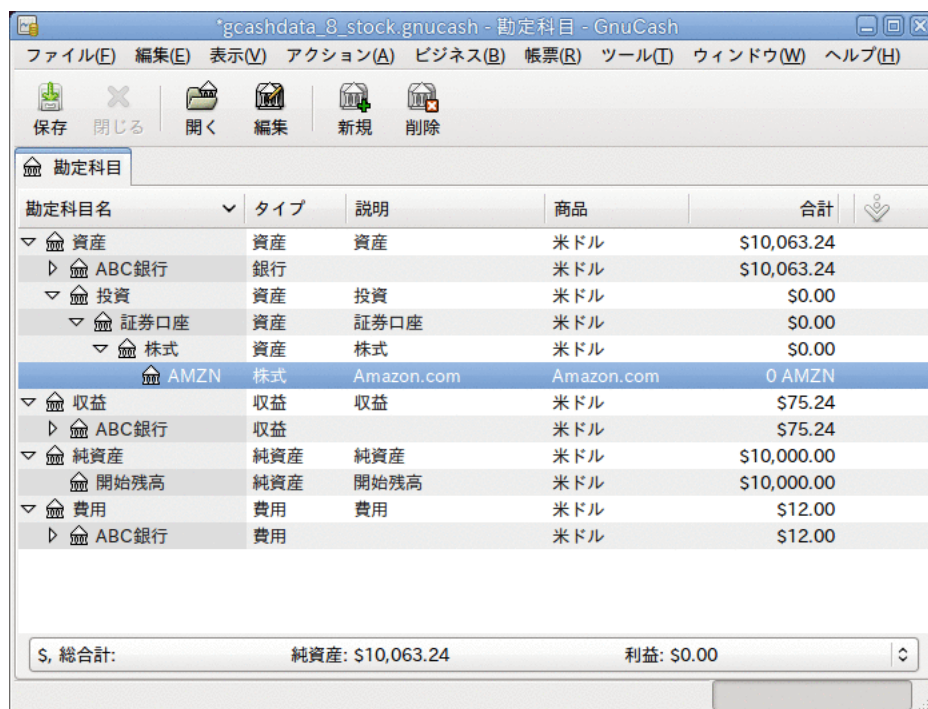 *gcashdata_8_stock.gnucash - 勘定科目 - GnuCash
ファイル(F) 編集(E) 表示(V) アクション(A) ビジネス(B) 帳票(R) ツール(T) ウィンドウ(W) ヘルプ(H)
保存 閉じる 開く 編集 新規 削除
勘定科目
勘定科目名 タイプ 説明 商品 合計
資産 資産 資産 米ドル $10,063.24
ABC銀行 銀行 米ドル $10,063.24
投資 資産 投資 米ドル $0.00
証券口座 資産 証券口座 米ドル $0.00
株式 資産 株式 米ドル $0.00
AMZN 株式 Amazon.com Amazon.com 0 AMZN
収益 収益 収益 米ドル $75.24
ABC銀行 収益 米ドル $75.24
純資産 純資産 純資産 米ドル $10,000.00
開始残高 純資産 開始残高 米ドル $10,000.00
費用 費用 費用 米ドル $12.00
ABC銀行 費用 米ドル $12.00
$, 総合計: 純資産: $10,063.24 利益: $0.00